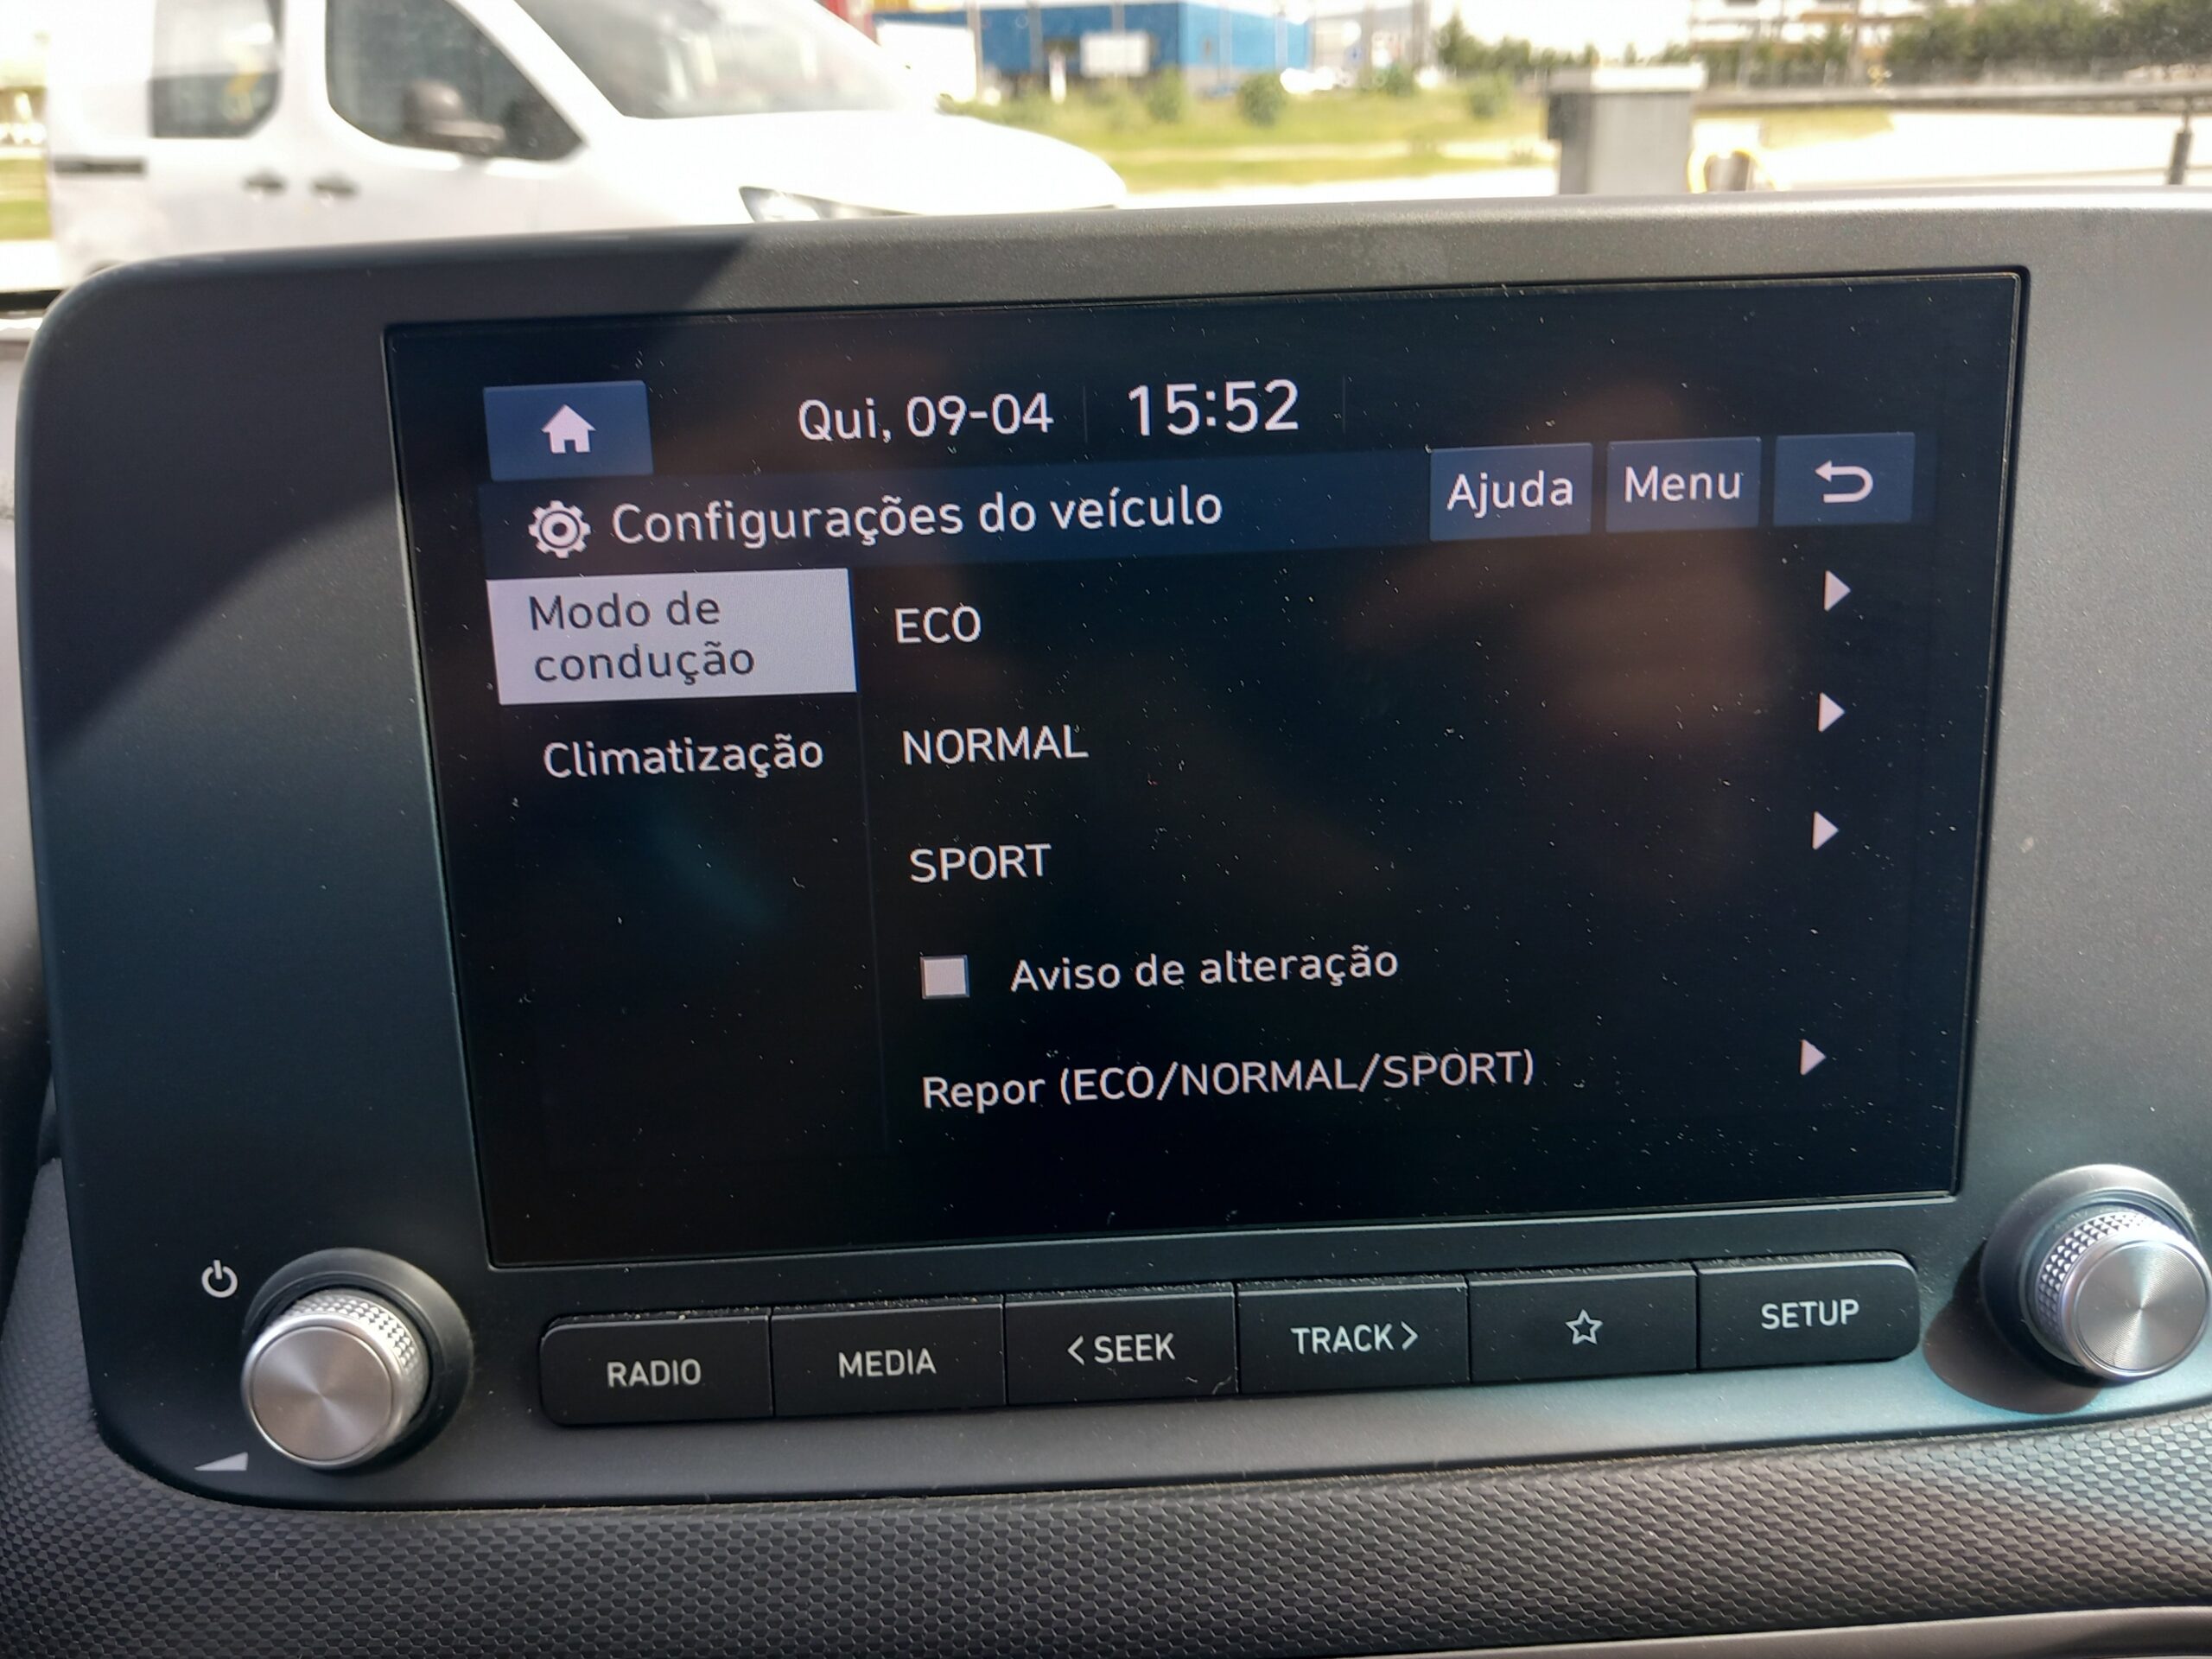 Qui, 09-04 15:52
Configurações do veículo Ajuda Menu
Modo de
condução
Climatização
ECO
NORMAL
SPORT
Aviso de alteração
Repor (ECO/NORMAL/SPORT)
RADIO MEDIA < SEEK TRACK > SETUP